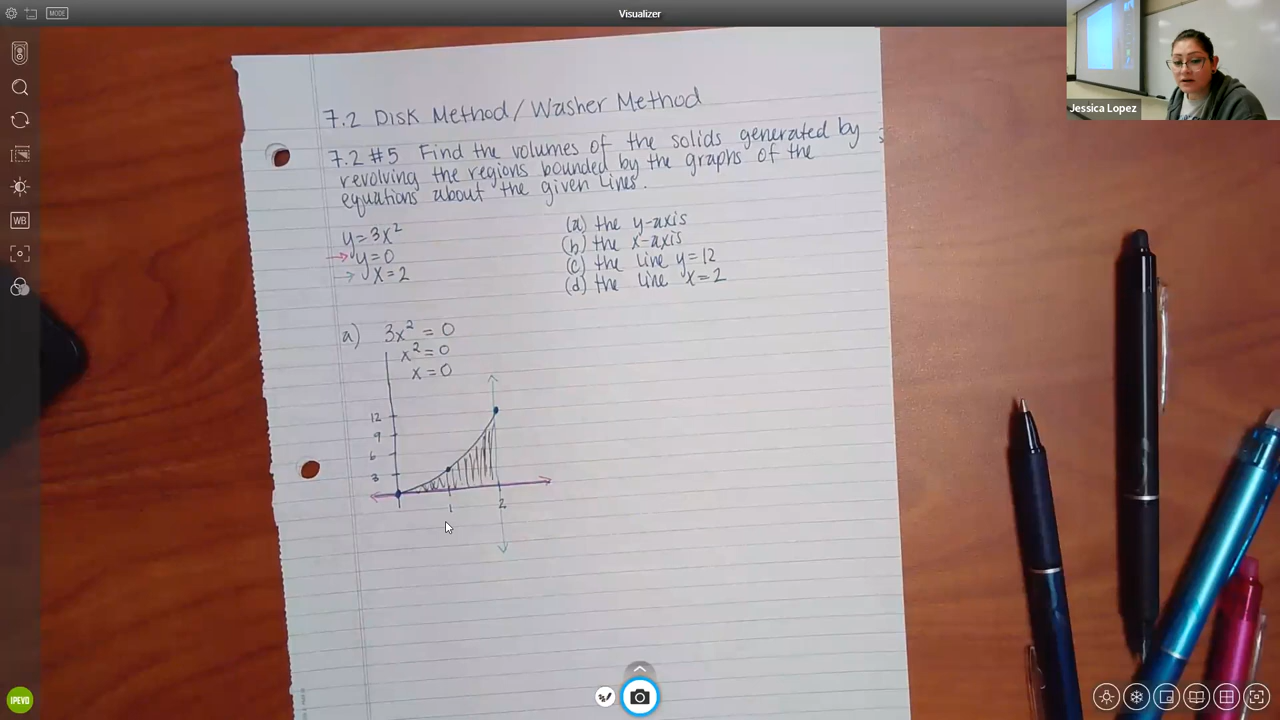 Visualizer
MODE
WB
Jessica Lopez
7.2 Disk Method/Washer Method
7.2 #5 Find the volumes of the solids generated by
revolving the regions bounded by the graphs of the
equations about the given lines.
y=3x²
→ y=0
→ x=2
(a) the y-axis
(b) the x-axis
(c) the line y=12
(d) the line x=2
a) 3x² = 0
x² = 0
x = 0
12
9
6
3
1
2
IPEVO